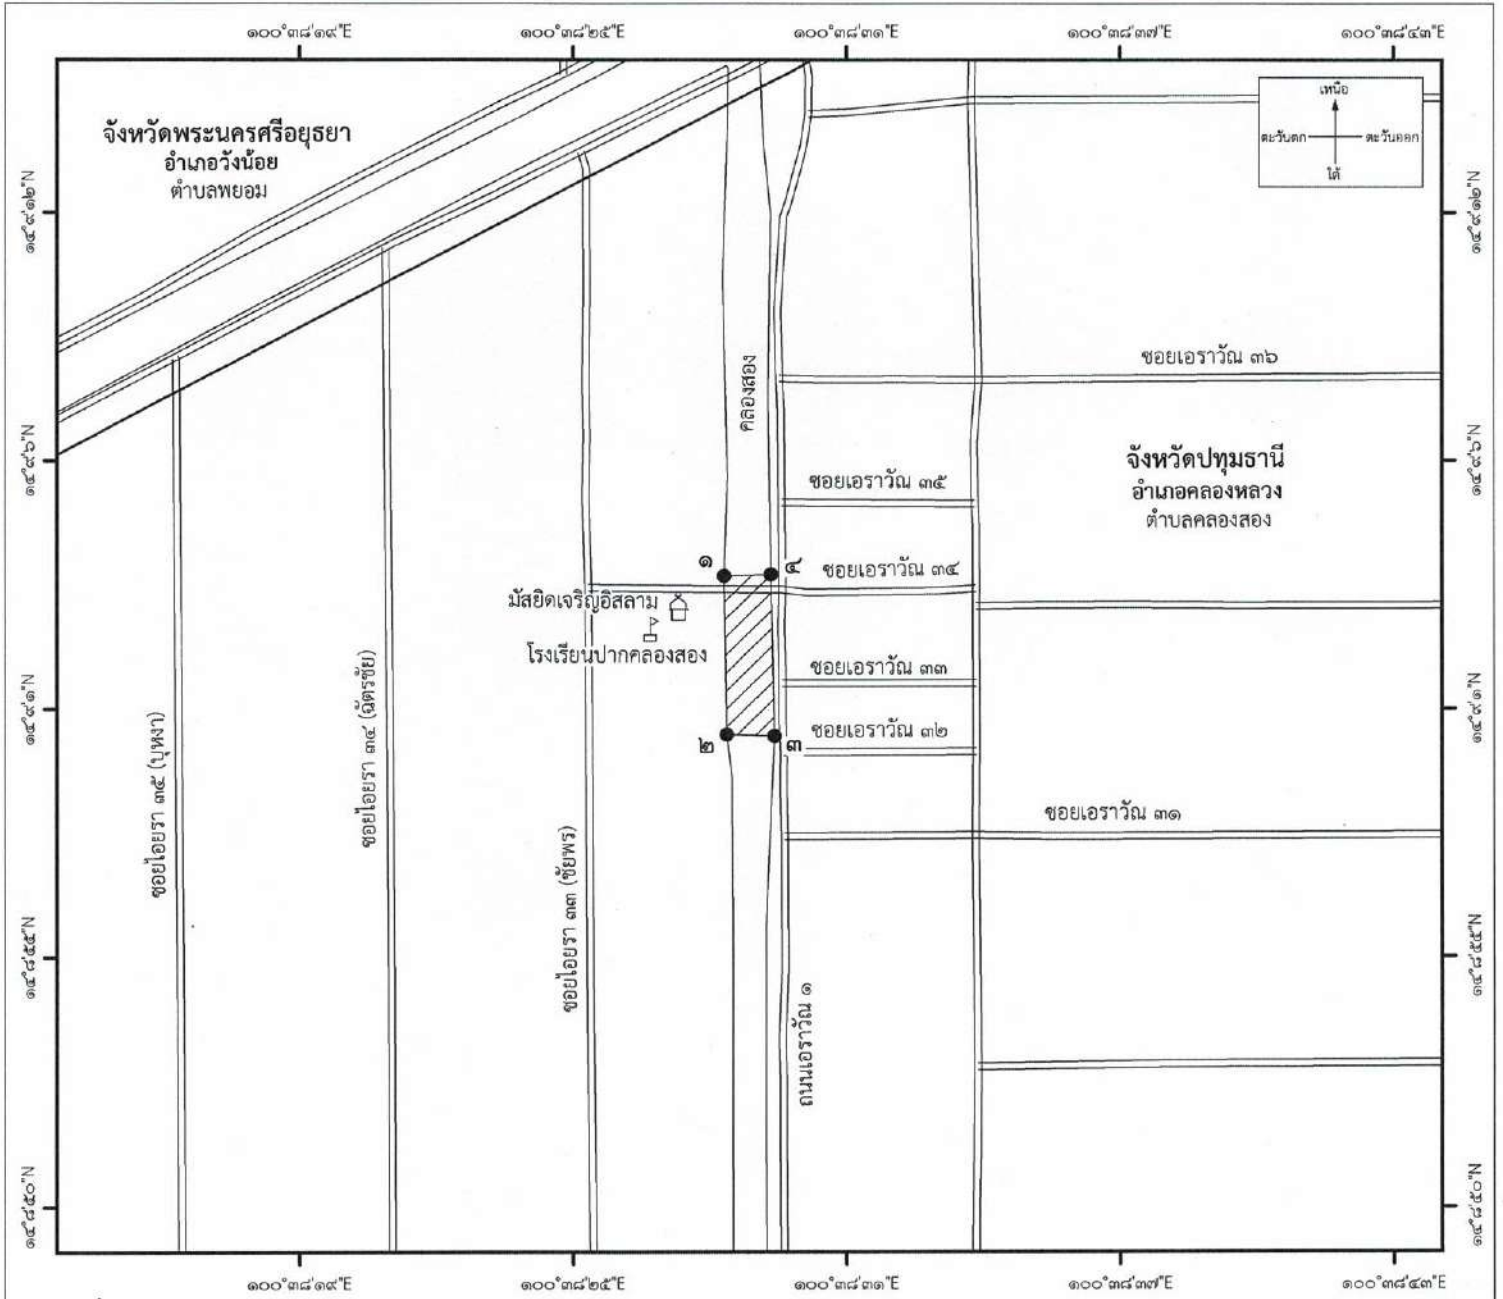 ๑๐๐°๓๘'๑๙"E
๑๐๐°๓๘'๒๕"E
๑๐๐°๓๘'๓๑"E
๑๐๐°๓๘'๓๗"E
๑๐๐°๓๘'๔๓"E
เหนือ
ตะวันตก
ตะวันออก
ใต้
จังหวัดพระนครศรีอยุธยา
อำเภอวังน้อย
ตำบลพยอม
๑๔°๙'๑๒"N
๑๔°๙'๑๒"N
ซอยเอราวัณ ๓๖
คลองสอง
๑๔°๙'๖"N
๑๔°๙'๖"N
จังหวัดปทุมธานี
อำเภอคลองหลวง
ตำบลคลองสอง
ซอยเอราวัณ ๓๕
๑
๔
ซอยเอราวัณ ๓๔
มัสยิดเจริญอิสลาม
โรงเรียนปากคลองสอง
ซอยเอราวัณ ๓๓
๑๔°๙'๑"N
๑๔°๙'๑"N
๒
๓
ซอยเอราวัณ ๓๒
ซอยไอยรา ๓๕ (บุหงา)
ซอยไอยรา ๓๔ (ฉัตรชัย)
ซอยไอยรา ๓๓ (ชัยพร)
ซอยเอราวัณ ๓๑
๑๔°๘'๕๕"N
๑๔°๘'๕๕"N
ถนนเอราวัณ ๑
๑๔°๘'๕๐"N
๑๔°๘'๕๐"N
๑๐๐°๓๘'๑๙"E
๑๐๐°๓๘'๒๕"E
๑๐๐°๓๘'๓๑"E
๑๐๐°๓๘'๓๗"E
๑๐๐°๓๘'๔๓"E